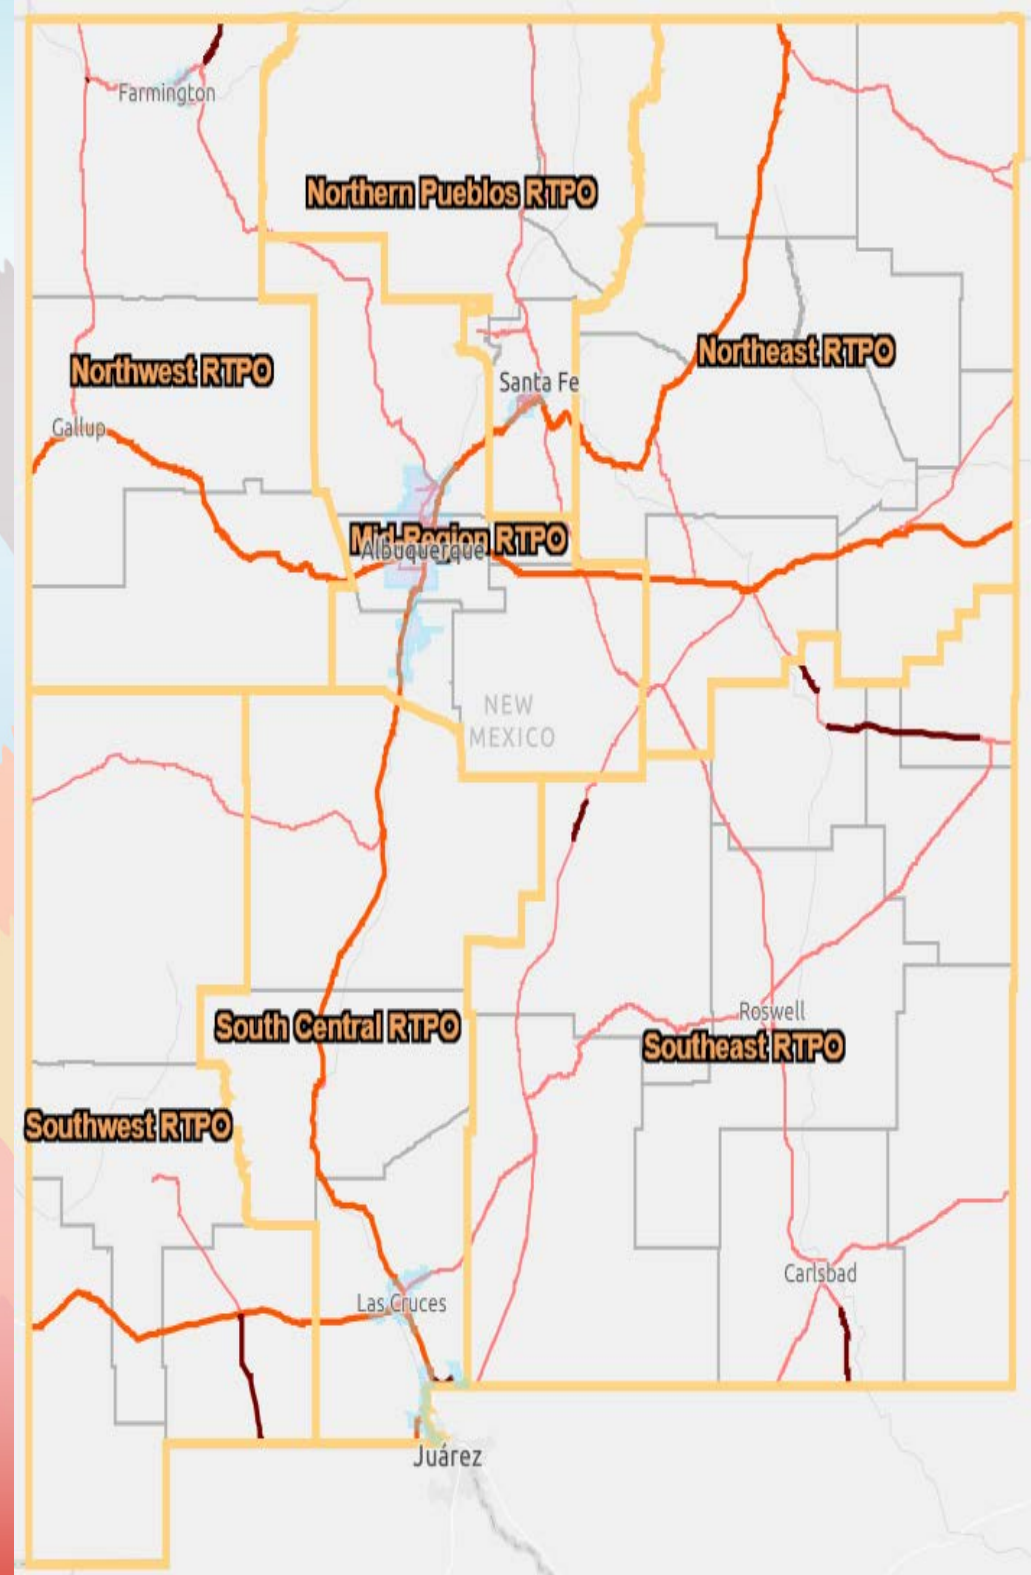 Farmington
Northern Pueblos RTPO
Northwest RTPO
Northeast RTPO
Santa Fe
Gallup
Mid-Region RTPO
Albuquerque
NEW
MEXICO
Roswell
South Central RTPO
Southeast RTPO
Southwest RTPO
Carlsbad
Las Cruces
Juárez